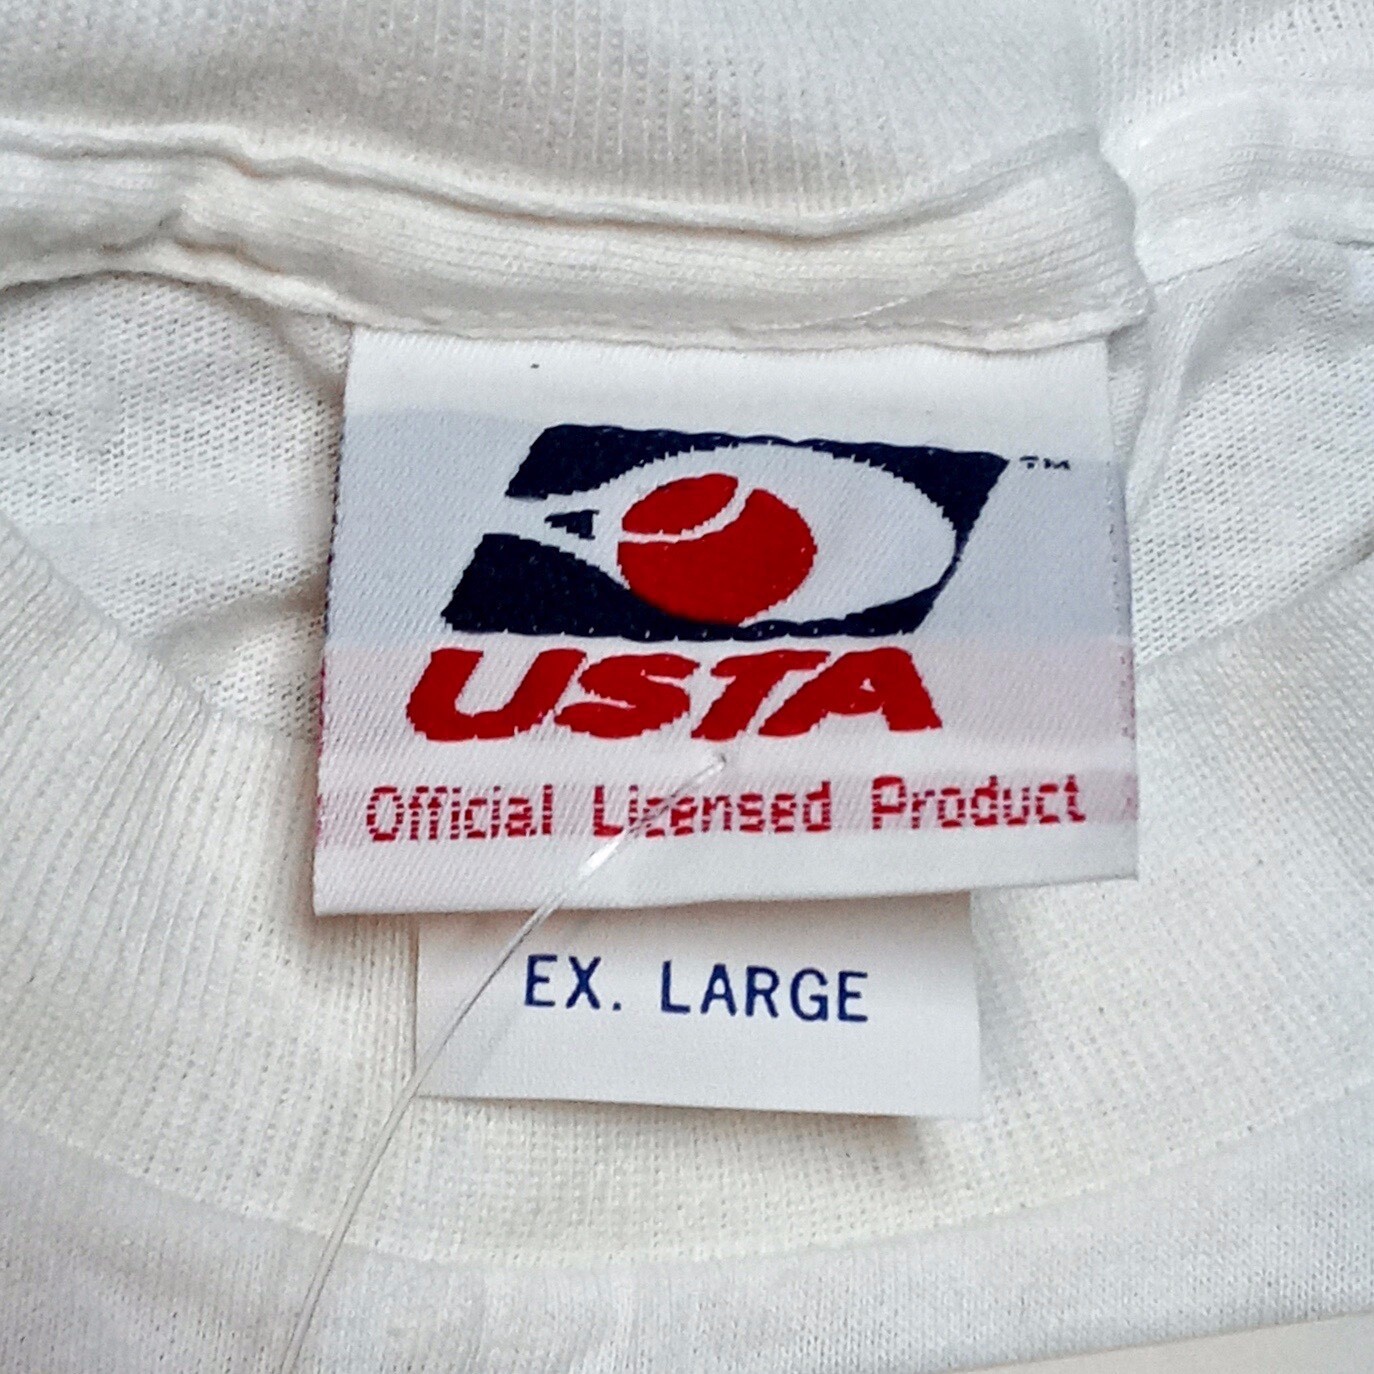 TM
USTA
Official Licensed Product
EX. LARGE